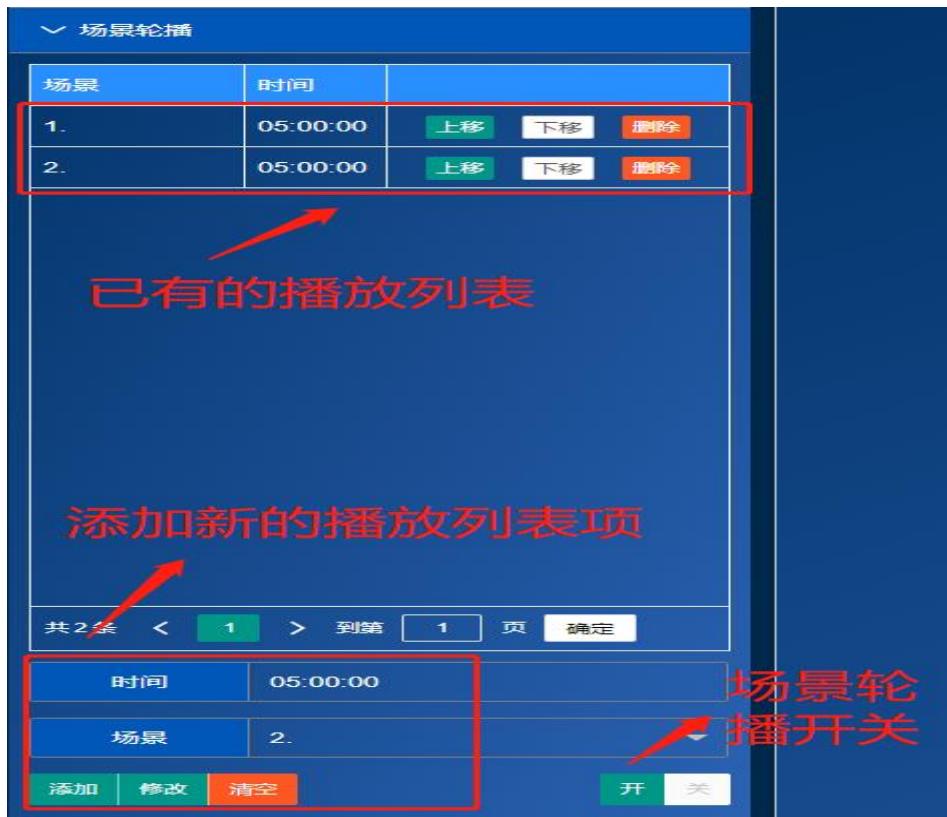 场景轮播
场景 时间
1. 05:00:00 上移 下移 删除
2. 05:00:00 上移 下移 删除
已有的播放列表
添加新的播放列表项
共2条 < 1 > 到第 1 页 确定
时间 05:00:00
场景 2.
场景轮
播开关
添加 修改 清空 开 关